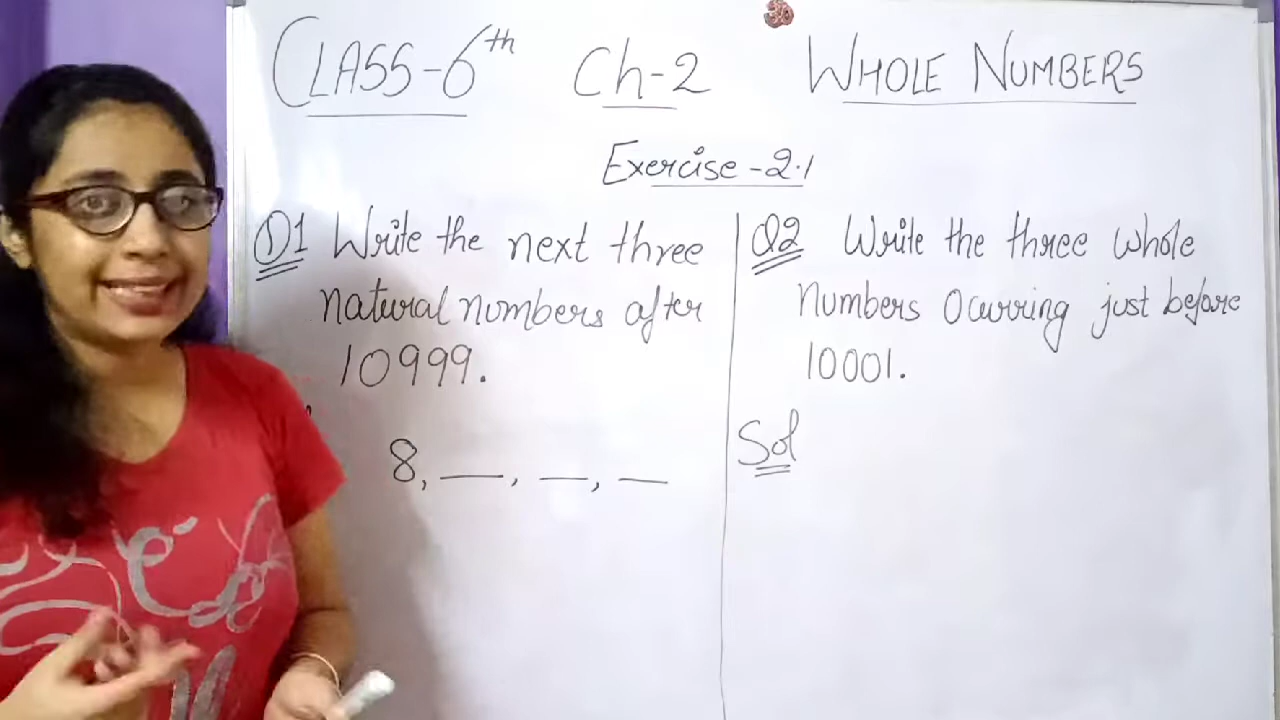 CLASS-6th Ch-2 WHOLE NUMBERS
Exercise-2.1
Q1 Write the next three
natural numbers after
10999.
8, __, __, __
Q2 Write the three whole
numbers Ocurring just before
10001.
Sol